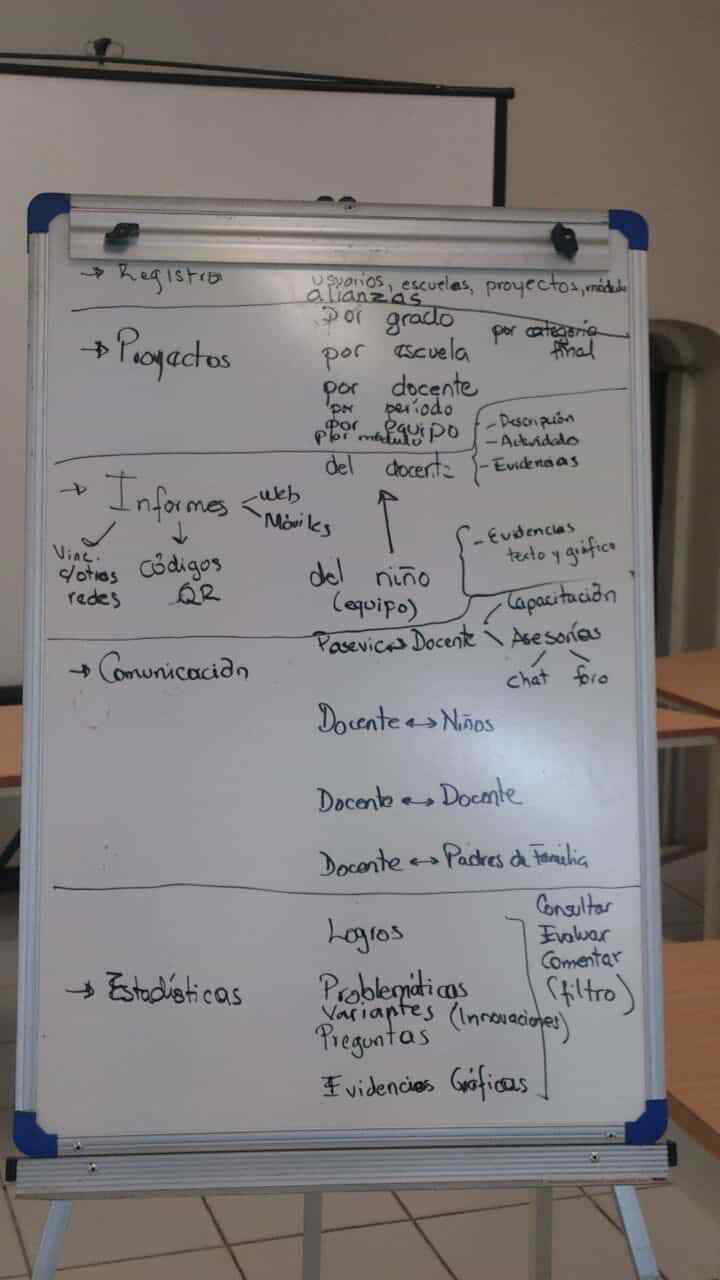 → Registro
usuarios, escuelas, proyectos, módulo
alianzas
→ Proyectos
por grado
por categoría
final
por escuela
por docente
por período
por equipo
por módulo
- Descripción
- Actividades
- Evidencias
→ Informes
Web
Móviles
Vinc.
c/otras
redes
Códigos
QR
del docente
del niño
(equipo)
- Evidencias
texto y gráfico
→ Comunicación
Pasevic ↔ Docente
Capacitación
Asesorías
chat foro
Docente ↔ Niños
Docente ↔ Docente
Docente ↔ Padres de Familia
→ Estadísticas
Logros
Problemáticas
Variantes (Innovaciones)
Preguntas
Evidencias Gráficas
Consultar
Evaluar
Comentar
(filtro)